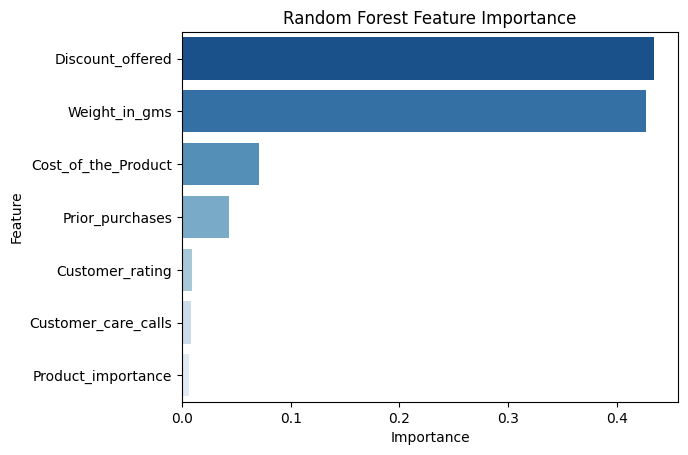 Random Forest Feature Importance
Discount_offered
Weight_in_gms
Cost_of_the_Product
Prior_purchases
Customer_rating
Customer_care_calls
Product_importance
Feature
0.0 0.1 0.2 0.3 0.4
Importance